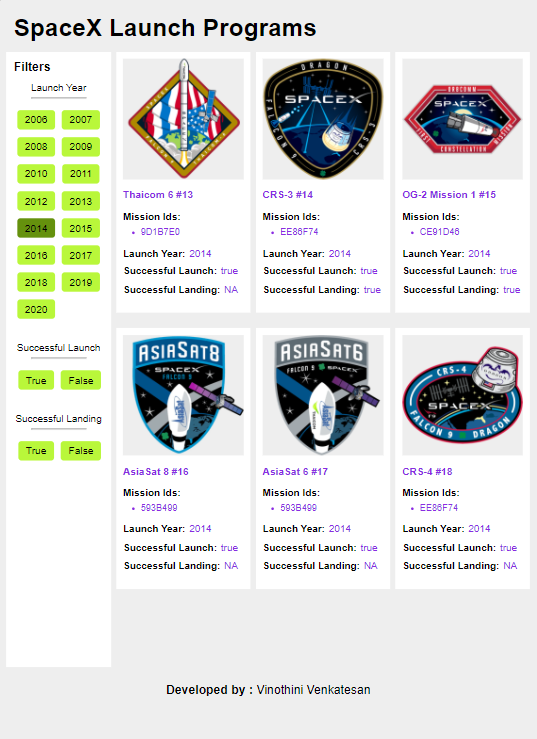 SpaceX Launch Programs
Filters
Launch Year
2006 2007
2008 2009
2010 2011
2012 2013
2014 2015
2016 2017
2018 2019
2020
Successful Launch
True False
Successful Landing
True False
SPACEX
FALCON 9
Thaicom 6 #13
Mission Ids:
9D1B7E0
Launch Year: 2014
Successful Launch: true
Successful Landing: NA
DRAGON
SPACEX
FALCON 9
CRS-3
CRS-3 #14
Mission Ids:
EE86F74
Launch Year: 2014
Successful Launch: true
Successful Landing: true
ORBCOMM
SPACEX
FIRST
MISSION
CONSTELLATION
OG-2 Mission 1 #15
Mission Ids:
CE91D46
Launch Year: 2014
Successful Launch: true
Successful Landing: true
ASIASAT8
SPACEX
FALCON 9
AsiaSat 8 #16
Mission Ids:
593B499
Launch Year: 2014
Successful Launch: true
Successful Landing: NA
ASIASAT6
FALCON 9 SPACEX
AsiaSat 6 #17
Mission Ids:
593B499
Launch Year: 2014
Successful Launch: true
Successful Landing: NA
CRS-4
SPACEX
FALCON 9 DRAGON
CRS-4 #18
Mission Ids:
EE86F74
Launch Year: 2014
Successful Launch: true
Successful Landing: NA
Developed by : Vinothini Venkatesan